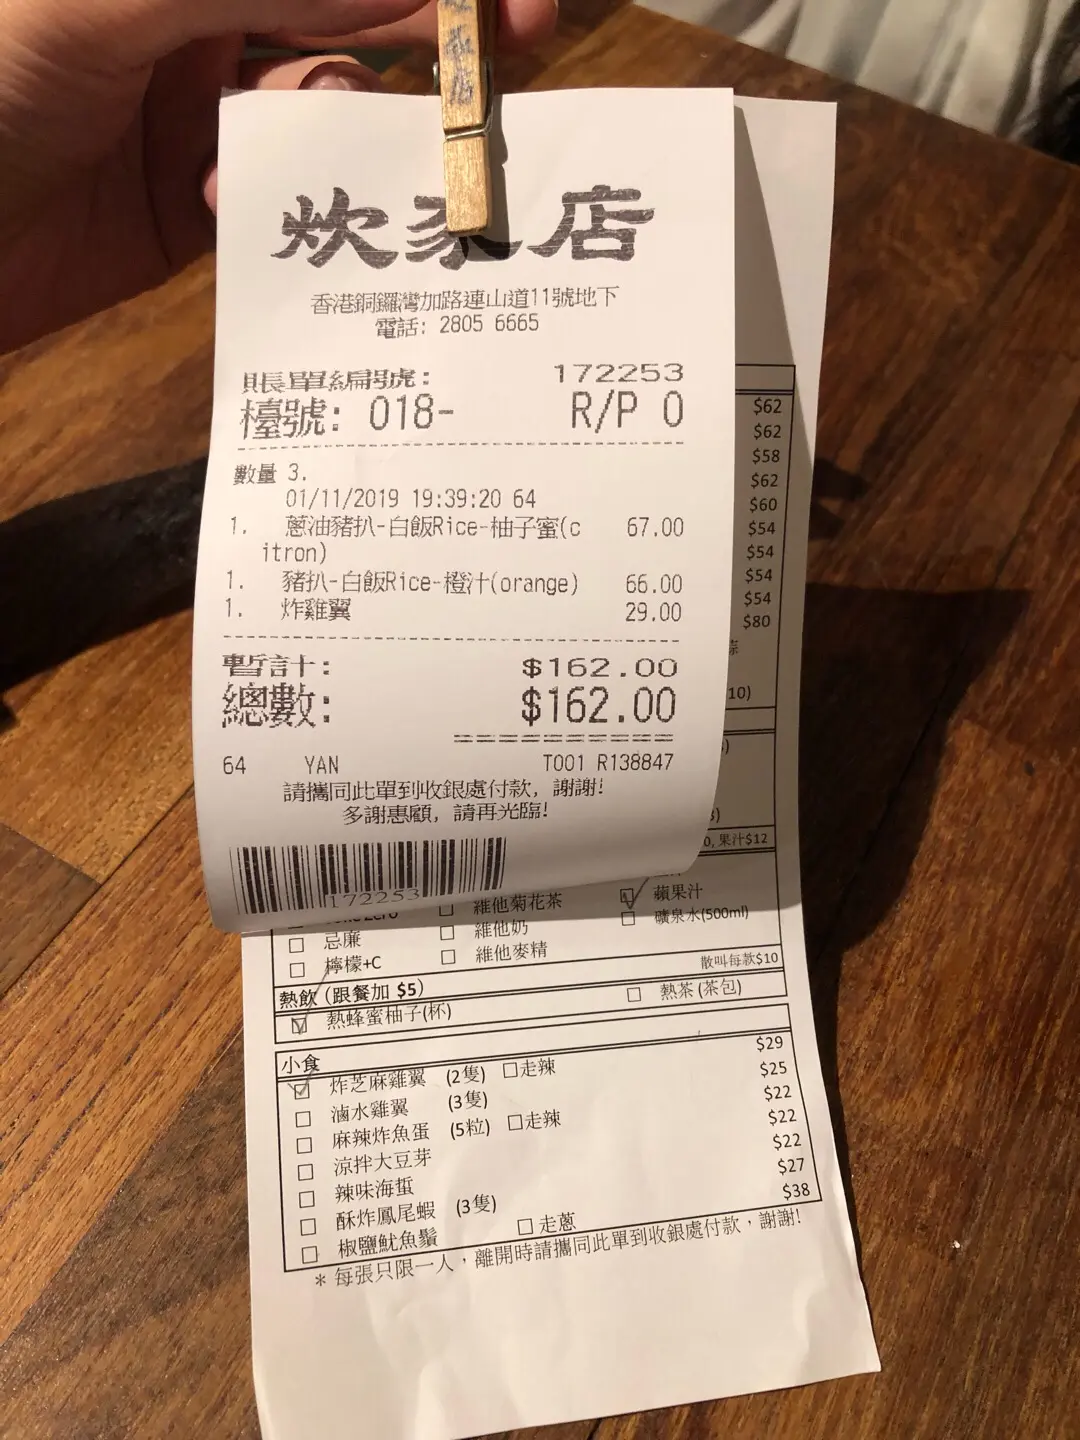 炊家店
香港銅鑼灣加路連山道11號地下
電話: 2805 6665
賬單編號: 172253
檯號: 018- R/P 0
數量 3.
01/11/2019 19:39:20 64
1. 蔥油豬扒-白飯Rice-柚子蜜(c 67.00
itron)
1. 豬扒-白飯Rice-橙汁(orange) 66.00
1. 炸雞翼 29.00
暫計: $162.00
總數: $162.00
64 YAN T001 R138847
請攜同此單到收銀處付款, 謝謝!
多謝惠顧, 請再光臨!
172253
$62
$62
$58
$62
$60
$54
$54
$54
$54
$80
10)
0, 果汁$12
Zero □ 維他菊花茶 蘋果汁
□ 忌廉 □ 維他奶 □ 礦泉水(500ml)
□ 檸檬+C □ 維他麥精
散叫每款$10
熱飲 (跟餐加 $5)
熱蜂蜜柚子(杯) □ 熱茶 (茶包)
小食
炸芝麻雞翼 (2隻) □走辣 $29
□ 滷水雞翼 (3隻) $25
□ 麻辣炸魚蛋 (5粒) □走辣 $22
□ 涼拌大豆芽 $22
□ 辣味海蜇 $22
□ 酥炸鳳尾蝦 (3隻) $27
□ 椒鹽魷魚鬚 □ 走蔥 $38
* 每張只限一人，離開時請攜同此單到收銀處付款，謝謝!